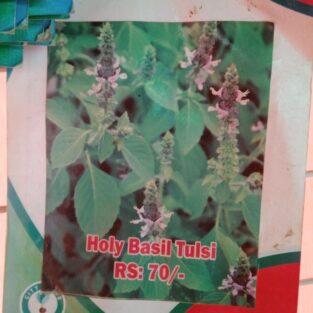 Holy Basil Tulsi
RS: 70/-